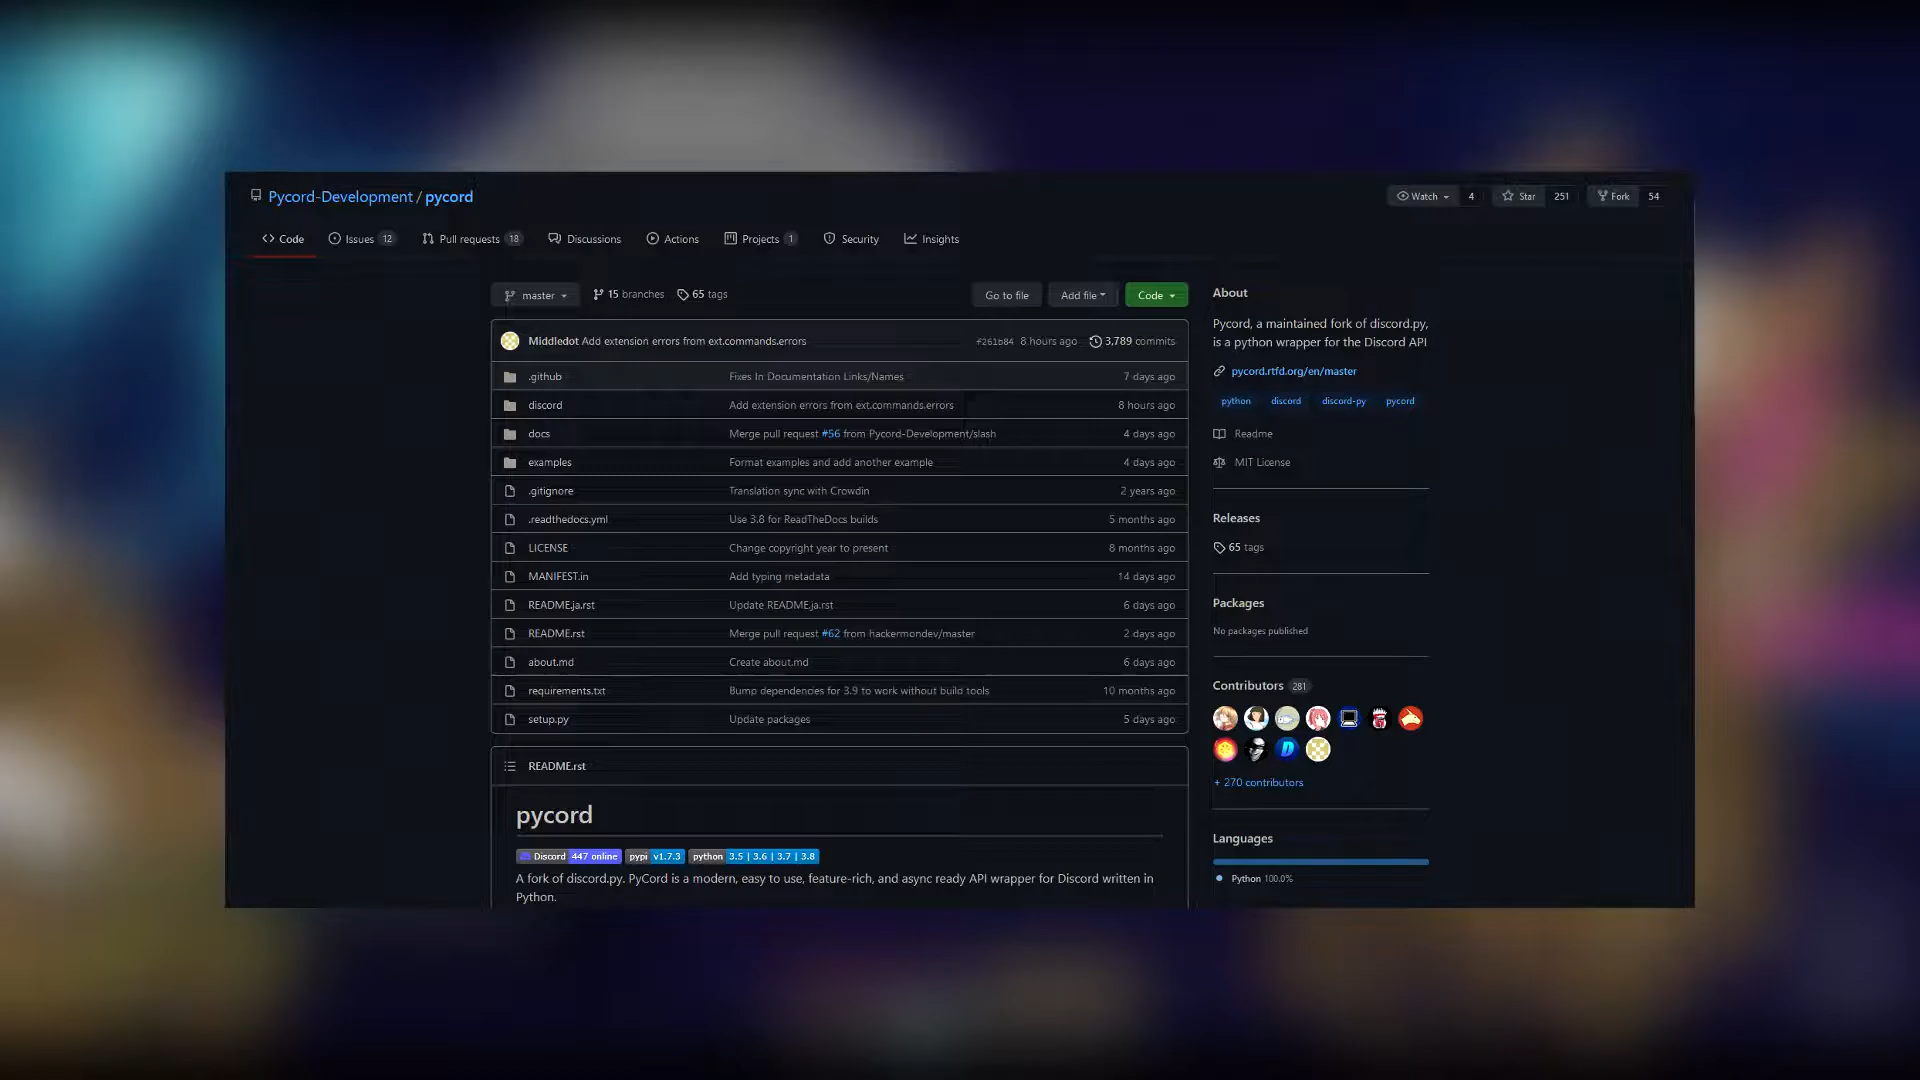 Pycord-Development / pycord
Watch 4 Star 251 Fork 54
Code Issues 12 Pull requests 18 Discussions Actions Projects 1 Security Insights
master 15 branches 65 tags Go to file Add file Code
Middledot Add extension errors from ext.commands.errors f261b84 8 hours ago 3,789 commits
.github Fixes In Documentation Links/Names 7 days ago
discord Add extension errors from ext.commands.errors 8 hours ago
docs Merge pull request #56 from Pycord-Development/slash 4 days ago
examples Format examples and add another example 4 days ago
.gitignore Translation sync with Crowdin 2 years ago
.readthedocs.yml Use 3.8 for ReadTheDocs builds 5 months ago
LICENSE Change copyright year to present 8 months ago
MANIFEST.in Add typing metadata 14 days ago
README.ja.rst Update README.ja.rst 6 days ago
README.rst Merge pull request #62 from hackermondev/master 2 days ago
about.md Create about.md 6 days ago
requirements.txt Bump dependencies for 3.9 to work without build tools 10 months ago
setup.py Update packages 5 days ago
README.rst
pycord
Discord 447 online pypi v1.7.3 python 3.5 | 3.6 | 3.7 | 3.8
A fork of discord.py. PyCord is a modern, easy to use, feature-rich, and async ready API wrapper for Discord written in
Python.
About
Pycord, a maintained fork of discord.py,
is a python wrapper for the Discord API
pycord.rtfd.org/en/master
python discord discord-py pycord
Readme
MIT License
Releases
65 tags
Packages
No packages published
Contributors 281
D
+ 270 contributors
Languages
Python 100.0%